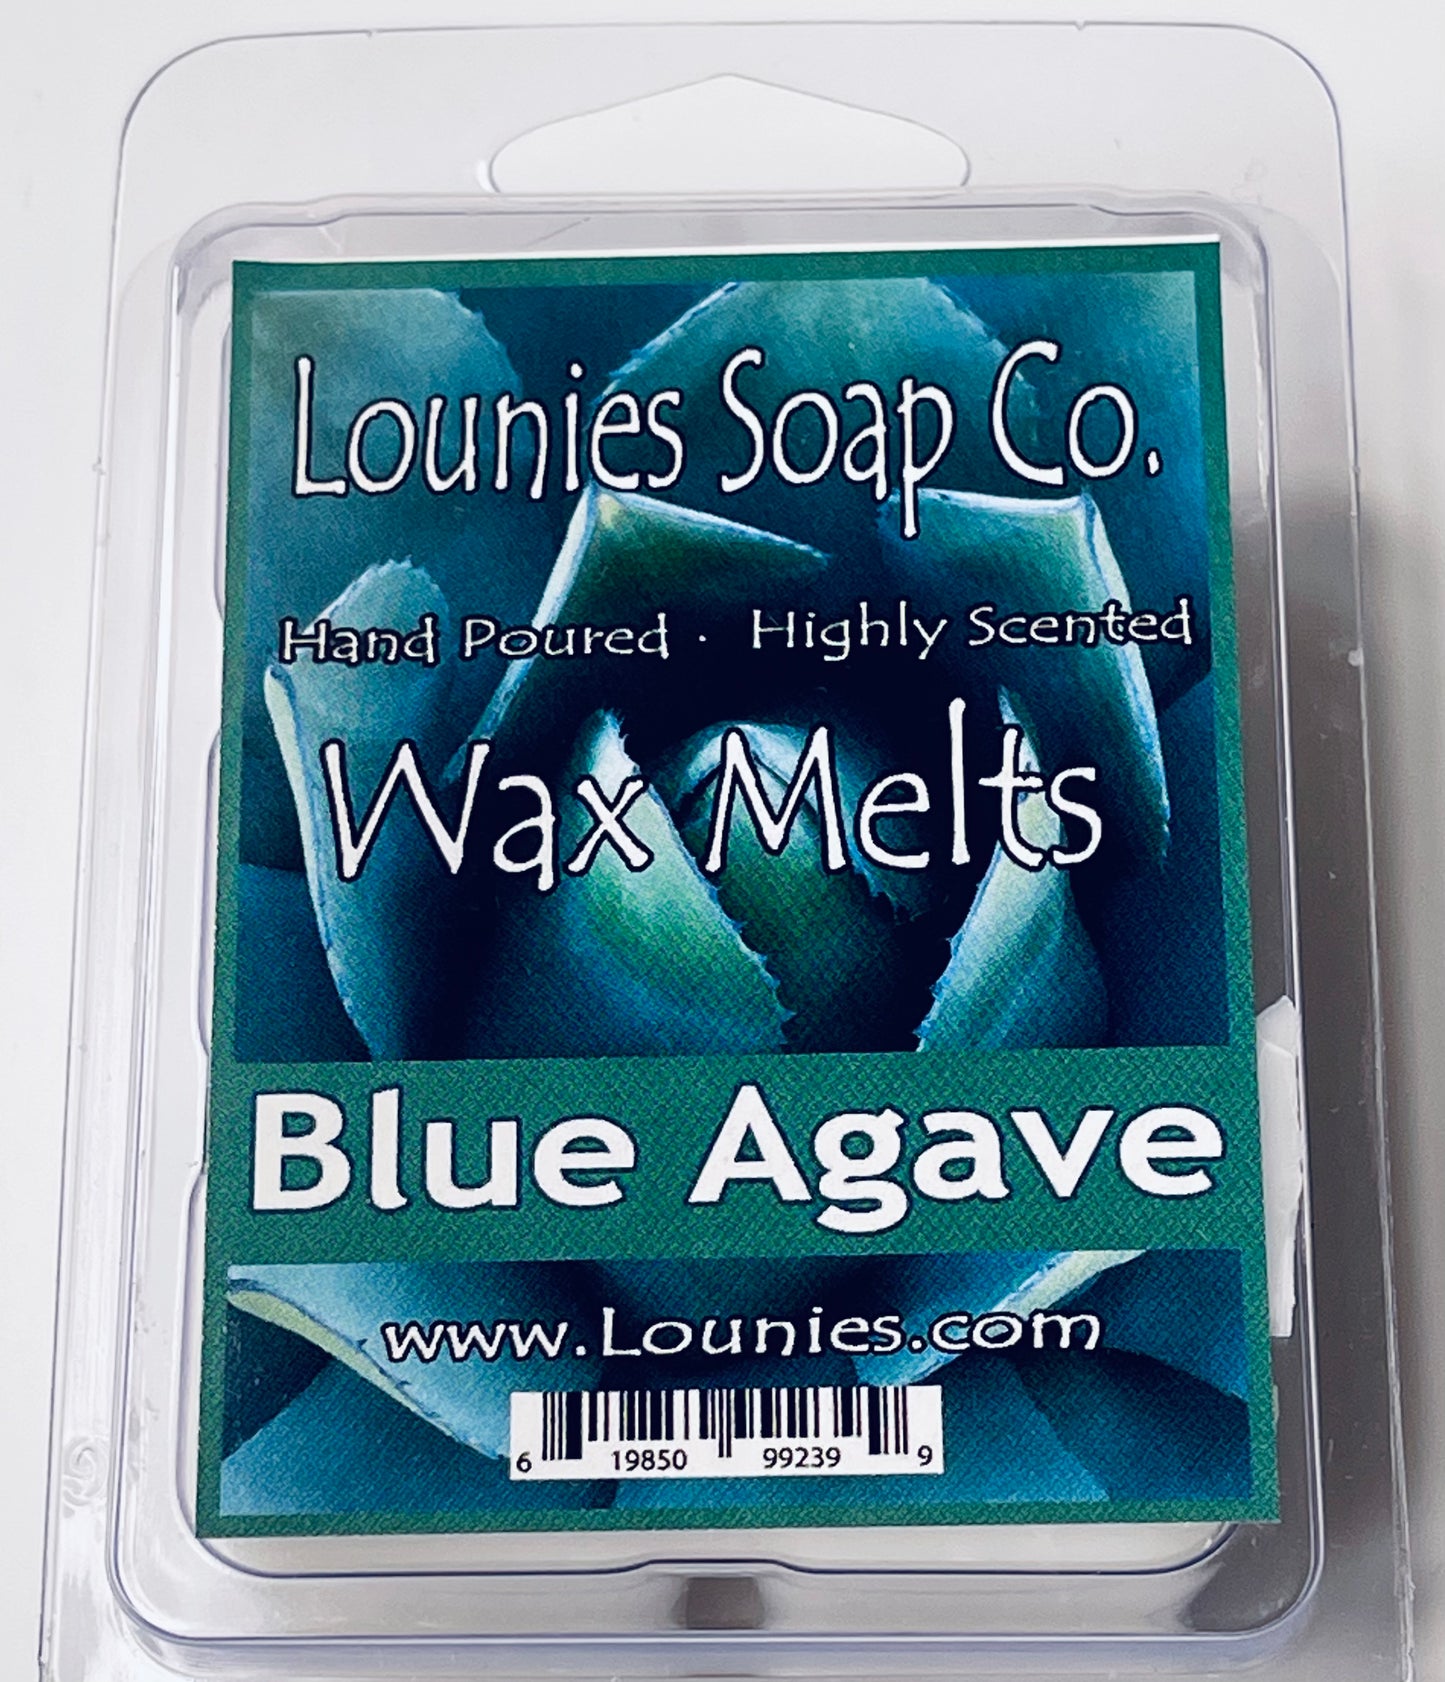 Lounies Soap Co.
Hand Poured · Highly Scented
Wax Melts
Blue Agave
www.Lounies.com
6 19850 99239 9